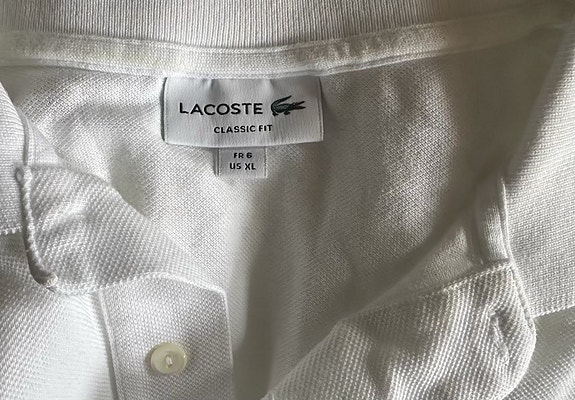 LACOSTE
CLASSIC FIT
FR 6
US XL